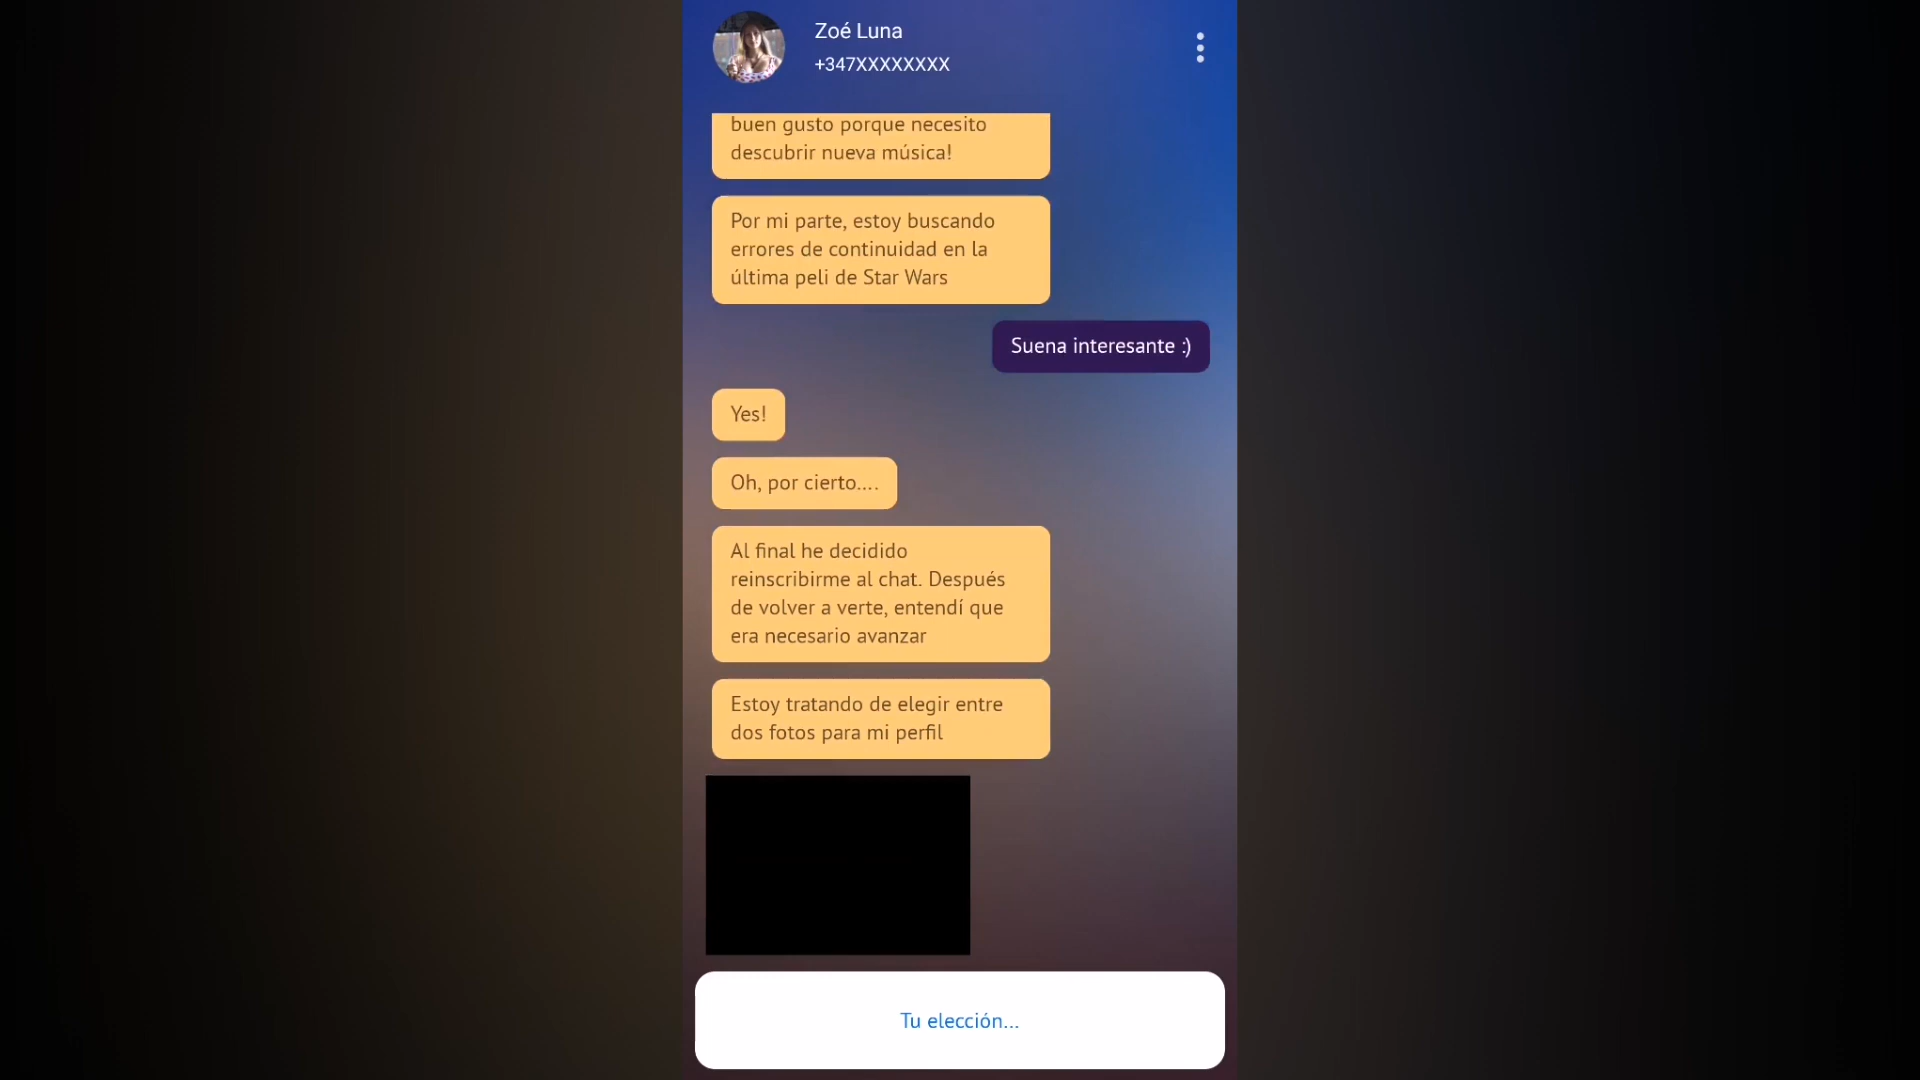 Zoé Luna
+347XXXXXXXX
buen gusto porque necesito
descubrir nueva música!
Por mi parte, estoy buscando
errores de continuidad en la
última peli de Star Wars
Suena interesante :)
Yes!
Oh, por cierto....
Al final he decidido
reinscribirme al chat. Después
de volver a verte, entendí que
era necesario avanzar
Estoy tratando de elegir entre
dos fotos para mi perfil
Tu elección...